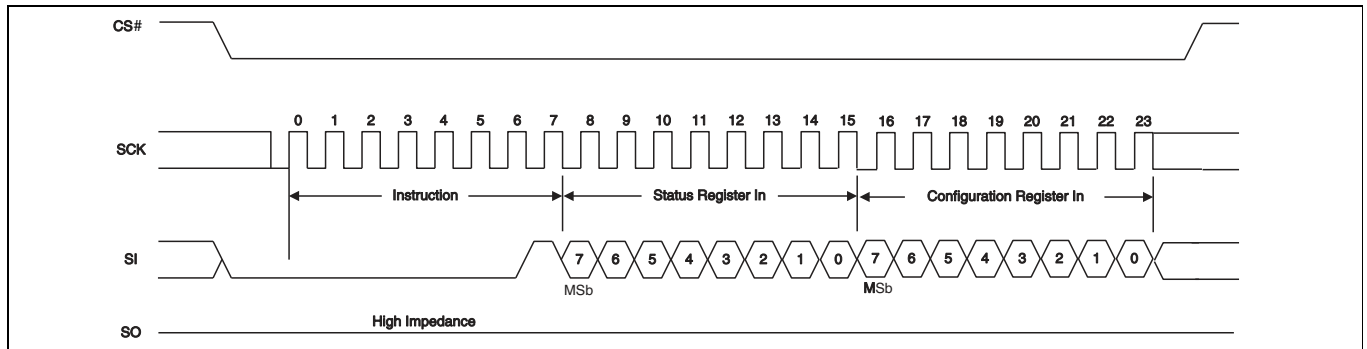 CS#
0 1 2 3 4 5 6 7 8 9 10 11 12 13 14 15 16 17 18 19 20 21 22 23
SCK
Instruction Status Register In Configuration Register In
SI 7 6 5 4 3 2 1 0 7 6 5 4 3 2 1 0
MSb MSb
High Impedance
SO